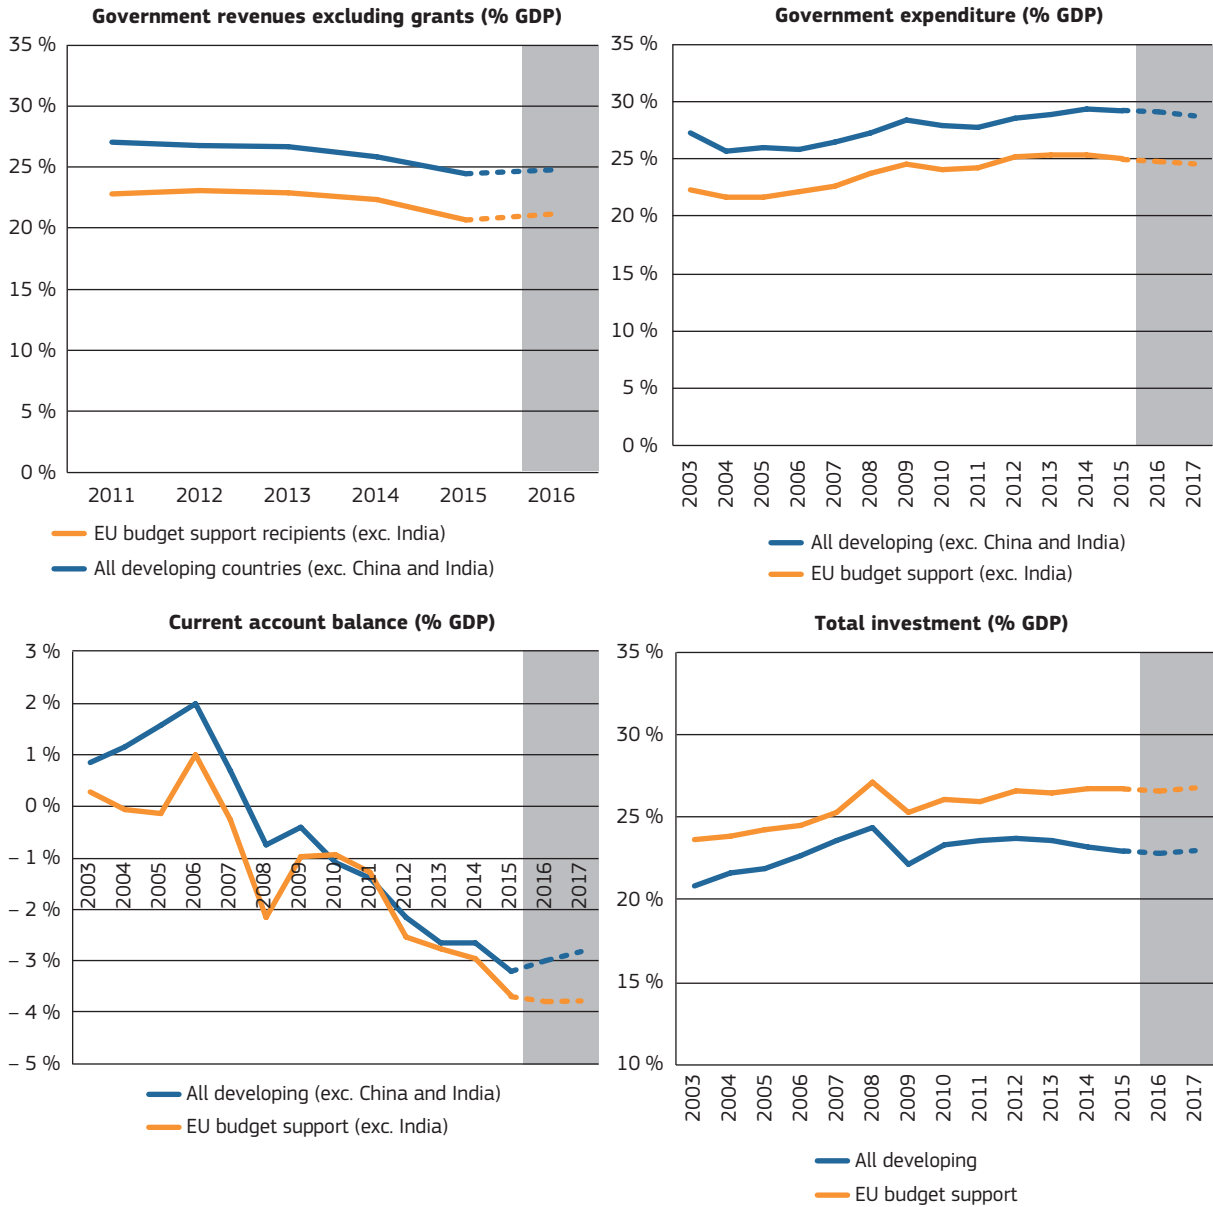 Government revenues excluding grants (% GDP)
35 %
30 %
25 %
20 %
15 %
10 %
5 %
0 %
2011 2012 2013 2014 2015 2016
EU budget support recipients (exc. India)
All developing countries (exc. China and India)
Government expenditure (% GDP)
35 %
30 %
25 %
20 %
15 %
10 %
5 %
0 %
2003 2004 2005 2006 2007 2008 2009 2010 2011 2012 2013 2014 2015 2016 2017
All developing (exc. China and India)
EU budget support (exc. India)
Current account balance (% GDP)
3 %
2 %
1 %
0 %
– 1 %
– 2 %
– 3 %
– 4 %
– 5 %
2003 2004 2005 2006 2007 2008 2009 2010 2011 2012 2013 2014 2015 2016 2017
All developing (exc. China and India)
EU budget support (exc. India)
Total investment (% GDP)
35 %
30 %
25 %
20 %
15 %
10 %
2003 2004 2005 2006 2007 2008 2009 2010 2011 2012 2013 2014 2015 2016 2017
All developing
EU budget support